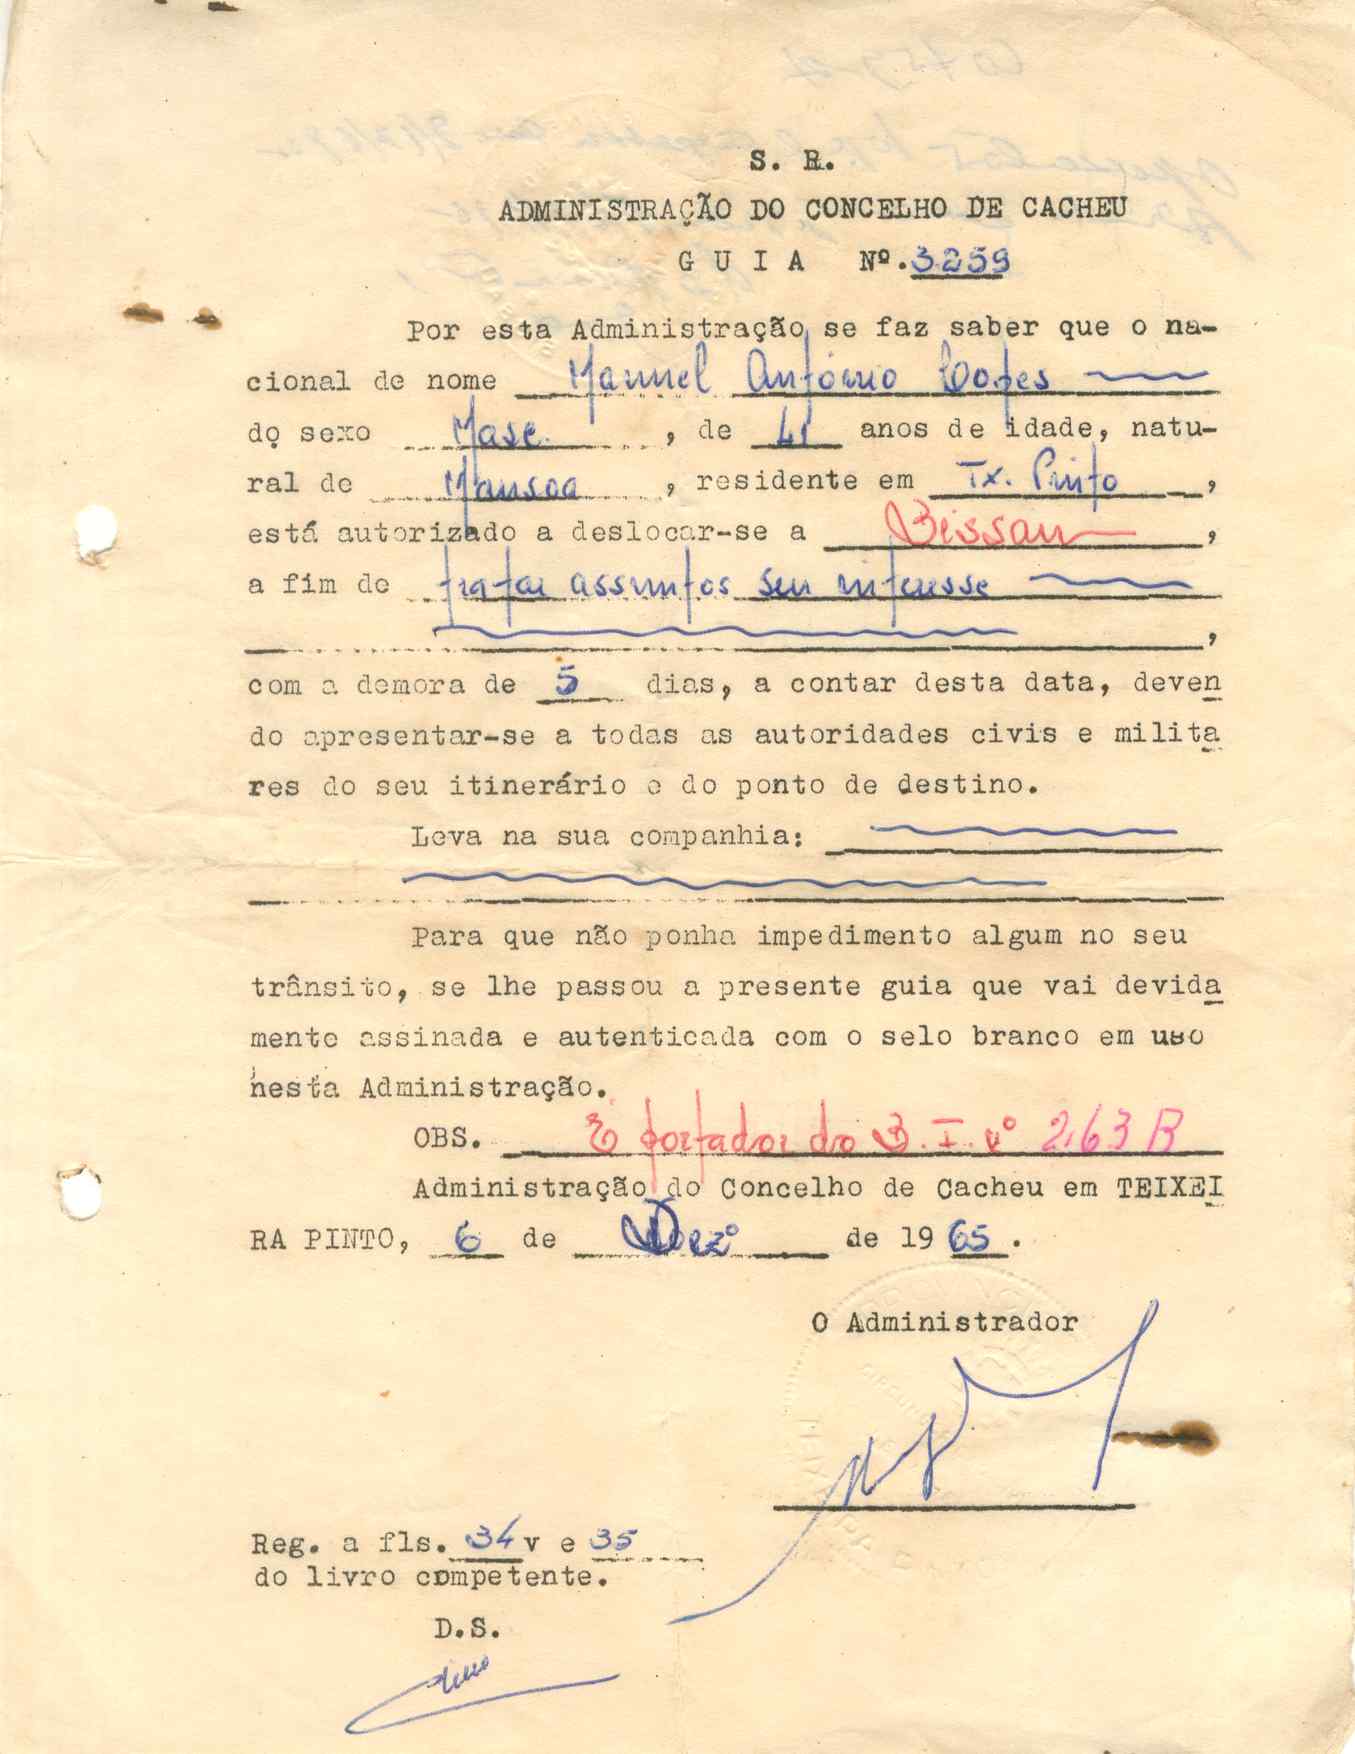 S. R.
ADMINISTRAÇÃO DO CONCELHO DE CACHEU
G U I A Nº. 3259
Por esta Administração se faz saber que o na-
cional de nome Manuel António Lopes
do sexo Masc. , de 41 anos de idade, natu-
ral de Mansoa , residente em Tx. Pinto ,
está autorizado a deslocar-se a Bissau ,
a fim de tratar assuntos seu interesse
,
com a demora de 5 dias, a contar desta data, deven
do apresentar-se a todas as autoridades civis e milita
res do seu itinerário e do ponto de destino.
Leva na sua companhia:
Para que não ponha impedimento algum no seu
trânsito, se lhe passou a presente guia que vai devida
mente assinada e autenticada com o selo branco em uso
nesta Administração.
OBS. É portador do B. I. nº 263 B
Administração do Concelho de Cacheu em TEIXEI
RA PINTO, 6 de Dezº de 1965.
O Administrador
Reg. a fls. 34 v e 35
do livro competente.
D.S.